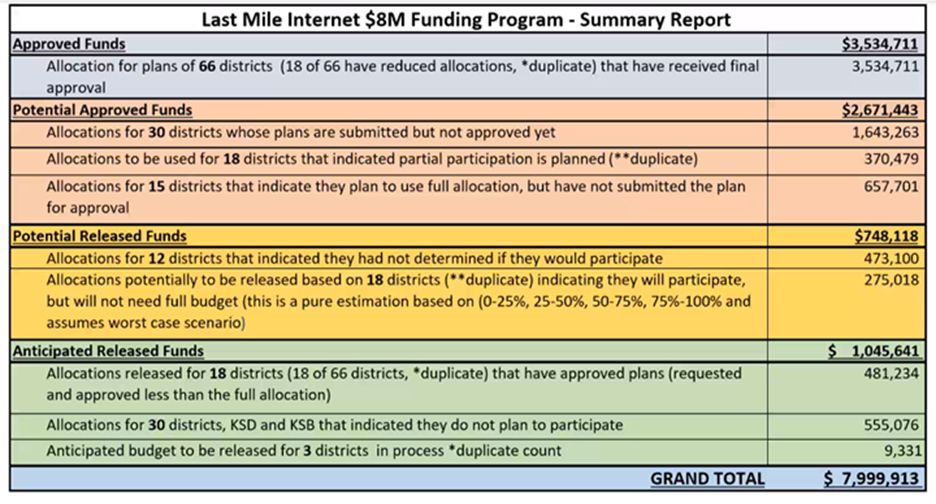 Last Mile Internet $8M Funding Program - Summary Report
Approved Funds $3,534,711
Allocation for plans of 66 districts (18 of 66 have reduced allocations, *duplicate) that have received final 3,534,711
approval
Potential Approved Funds $2,671,443
Allocations for 30 districts whose plans are submitted but not approved yet 1,643,263
Allocations to be used for 18 districts that indicated partial participation is planned (**duplicate) 370,479
Allocations for 15 districts that indicate they plan to use full allocation, but have not submitted the plan 657,701
for approval
Potential Released Funds $748,118
Allocations for 12 districts that indicated they had not determined if they would participate 473,100
Allocations potentially to be released based on 18 districts (**duplicate) indicating they will participate, 275,018
but will not need full budget (this is a pure estimation based on (0-25%, 25-50%, 50-75%, 75%-100% and
assumes worst case scenario)
Anticipated Released Funds $ 1,045,641
Allocations released for 18 districts (18 of 66 districts, *duplicate) that have approved plans (requested 481,234
and approved less than the full allocation)
Allocations for 30 districts, KSD and KSB that indicated they do not plan to participate 555,076
Anticipated budget to be released for 3 districts in process *duplicate count 9,331
GRAND TOTAL $ 7,999,913